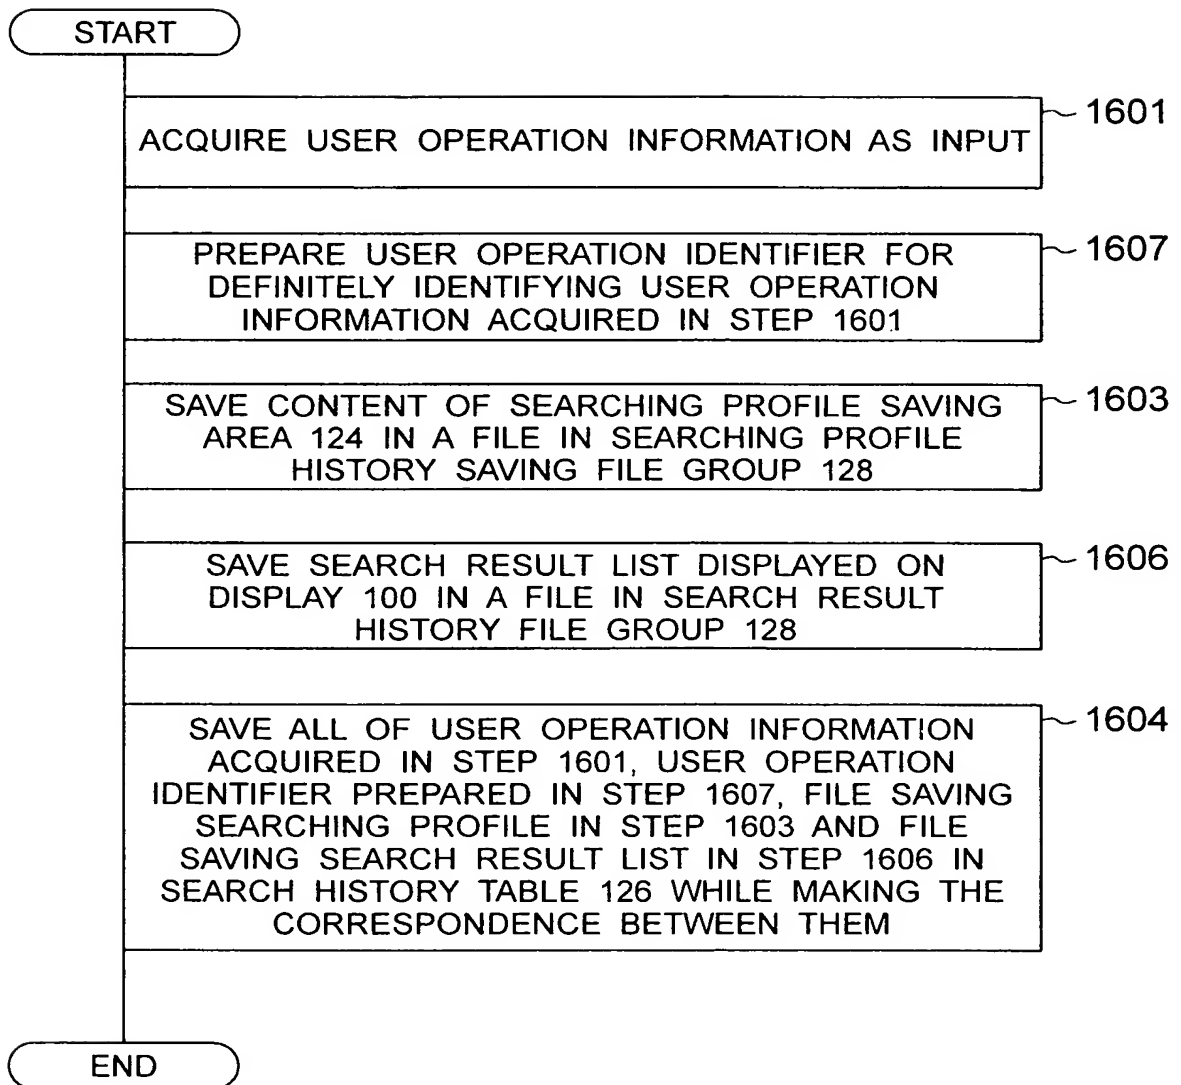 START
ACQUIRE USER OPERATION INFORMATION AS INPUT
1601
PREPARE USER OPERATION IDENTIFIER FOR
DEFINITELY IDENTIFYING USER OPERATION
INFORMATION ACQUIRED IN STEP 1601
1607
SAVE CONTENT OF SEARCHING PROFILE SAVING
AREA 124 IN A FILE IN SEARCHING PROFILE
HISTORY SAVING FILE GROUP 128
1603
SAVE SEARCH RESULT LIST DISPLAYED ON
DISPLAY 100 IN A FILE IN SEARCH RESULT
HISTORY FILE GROUP 128
1606
SAVE ALL OF USER OPERATION INFORMATION
ACQUIRED IN STEP 1601, USER OPERATION
IDENTIFIER PREPARED IN STEP 1607, FILE SAVING
SEARCHING PROFILE IN STEP 1603 AND FILE
SAVING SEARCH RESULT LIST IN STEP 1606 IN
SEARCH HISTORY TABLE 126 WHILE MAKING THE
CORRESPONDENCE BETWEEN THEM
1604
END